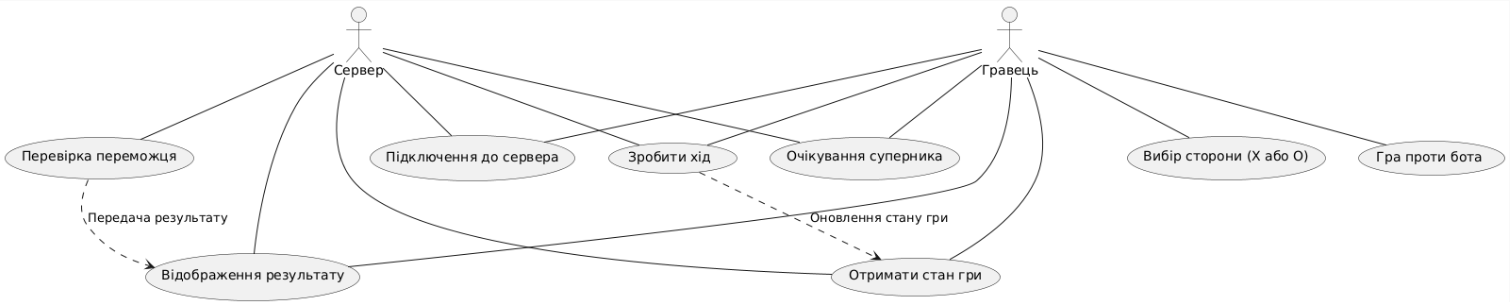 Сервер
Гравець
Перевірка переможця
Підключення до сервера
Зробити хід
Очікування суперника
Вибір сторони (X або O)
Гра проти бота
Передача результату
Оновлення стану гри
Відображення результату
Отримати стан гри